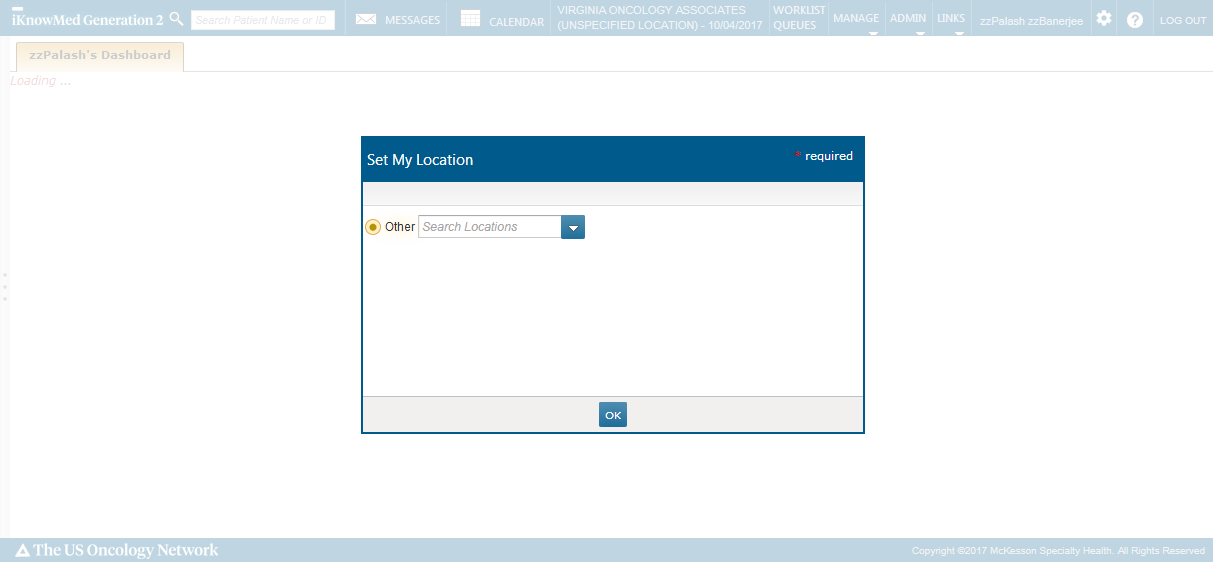 iKnowMed Generation 2
Search Patient Name or ID
MESSAGES
CALENDAR
VIRGINIA ONCOLOGY ASSOCIATES
(UNSPECIFIED LOCATION) - 10/04/2017
WORKLIST
QUEUES
MANAGE
ADMIN
LINKS
zzPalash zzBanerjee
?
LOG OUT
zzPalash's Dashboard
Loading ...
Set My Location
* required
Other
Search Locations
OK
The US Oncology Network
Copyright ©2017 McKesson Specialty Health. All Rights Reserved